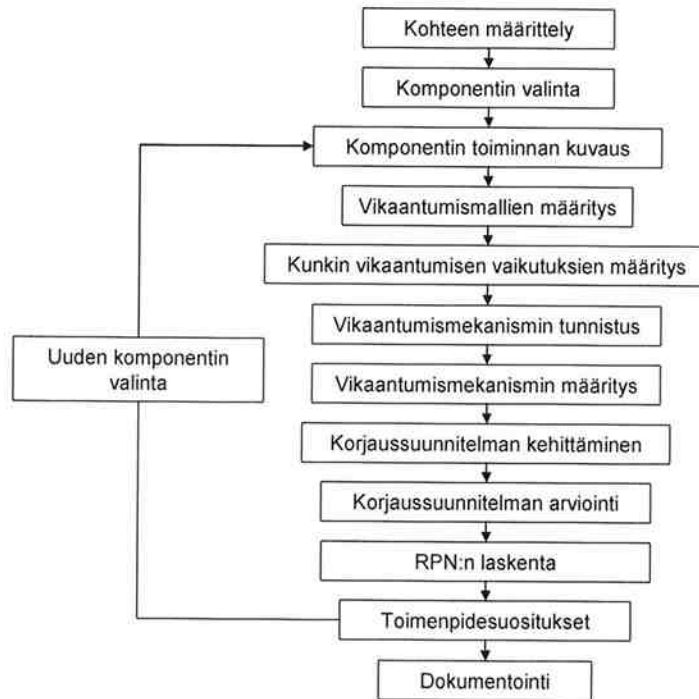 Kohteen määrittely
Komponentin valinta
Komponentin toiminnan kuvaus
Vikaantumismallien määritys
Kunkin vikaantumisen vaikutuksien määritys
Vikaantumismekanismin tunnistus
Uuden komponentin
valinta
Vikaantumismekanismin määritys
Korjaussuunnitelman kehittäminen
Korjaussuunnitelman arviointi
RPN:n laskenta
Toimenpidesuositukset
Dokumentointi